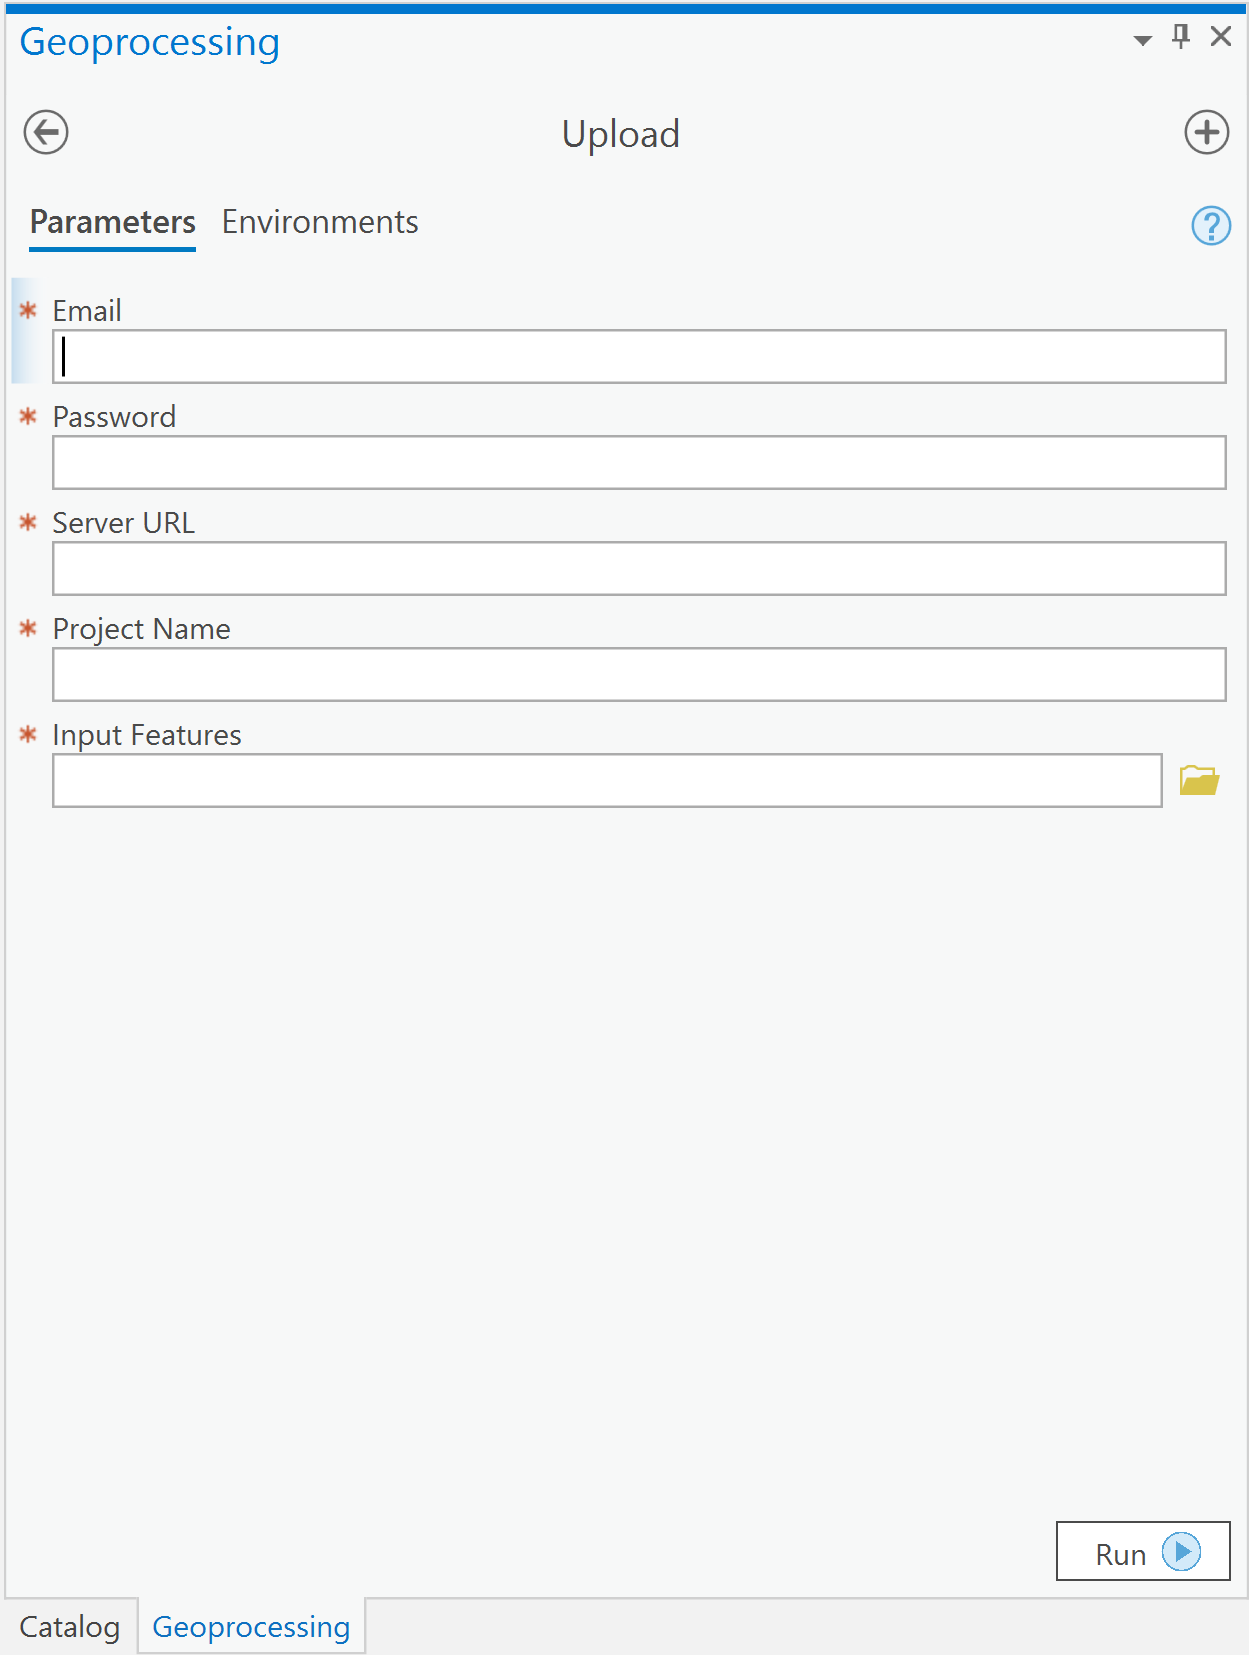 Geoprocessing
Upload
Parameters Environments
* Email
* Password
* Server URL
* Project Name
* Input Features
Run
Catalog Geoprocessing